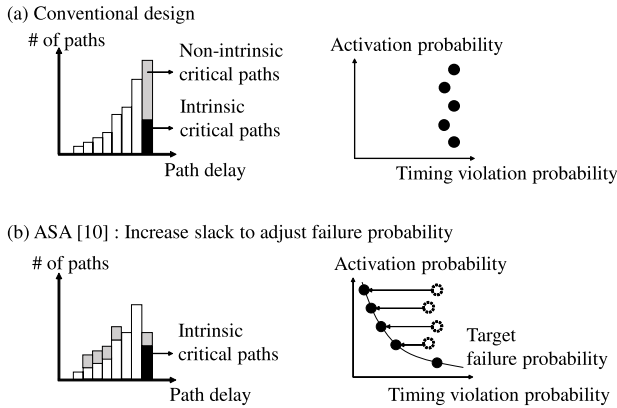 (a) Conventional design
# of paths
Non-intrinsic
critical paths
Intrinsic
critical paths
Path delay
Activation probability
Timing violation probability
(b) ASA [10] : Increase slack to adjust failure probability
# of paths
Intrinsic
critical paths
Path delay
Activation probability
Target
failure probability
Timing violation probability